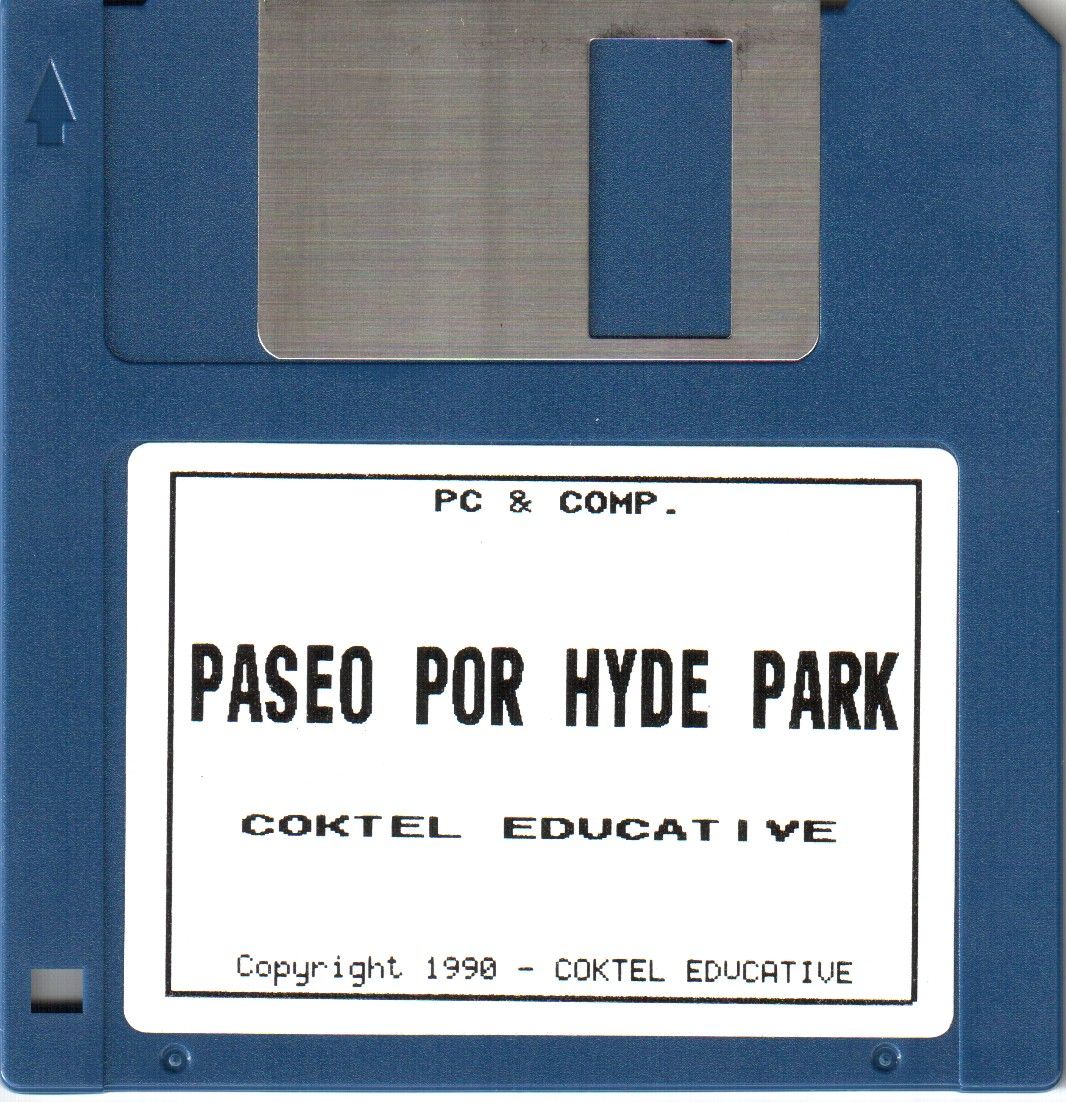 PC & COMP.
PASEO POR HYDE PARK
COKTEL EDUCATIVE
Copyright 1990 - COKTEL EDUCATIVE